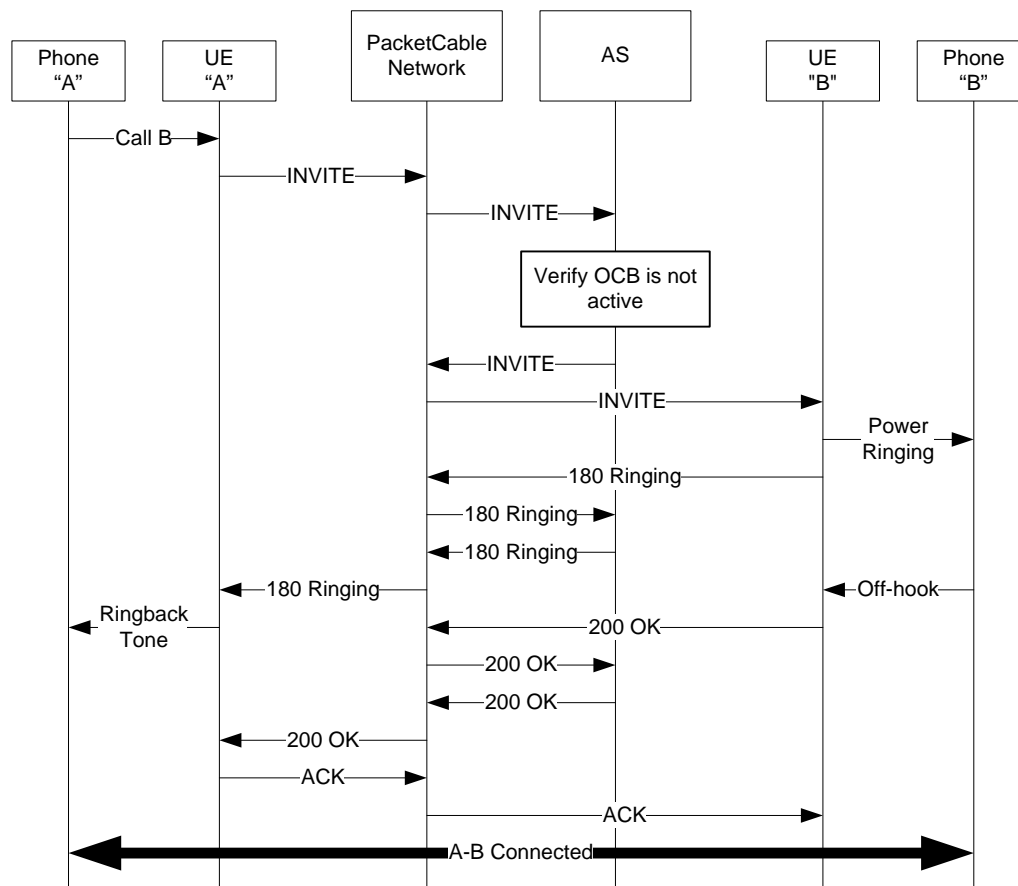 Phone
“A”
UE
“A”
PacketCable
Network
AS
UE
"B"
Phone
“B”
Call B
INVITE
INVITE
Verify OCB is not
active
INVITE
INVITE
Power
Ringing
180 Ringing
180 Ringing
180 Ringing
180 Ringing
Off-hook
Ringback
Tone
200 OK
200 OK
200 OK
200 OK
ACK
ACK
A-B Connected